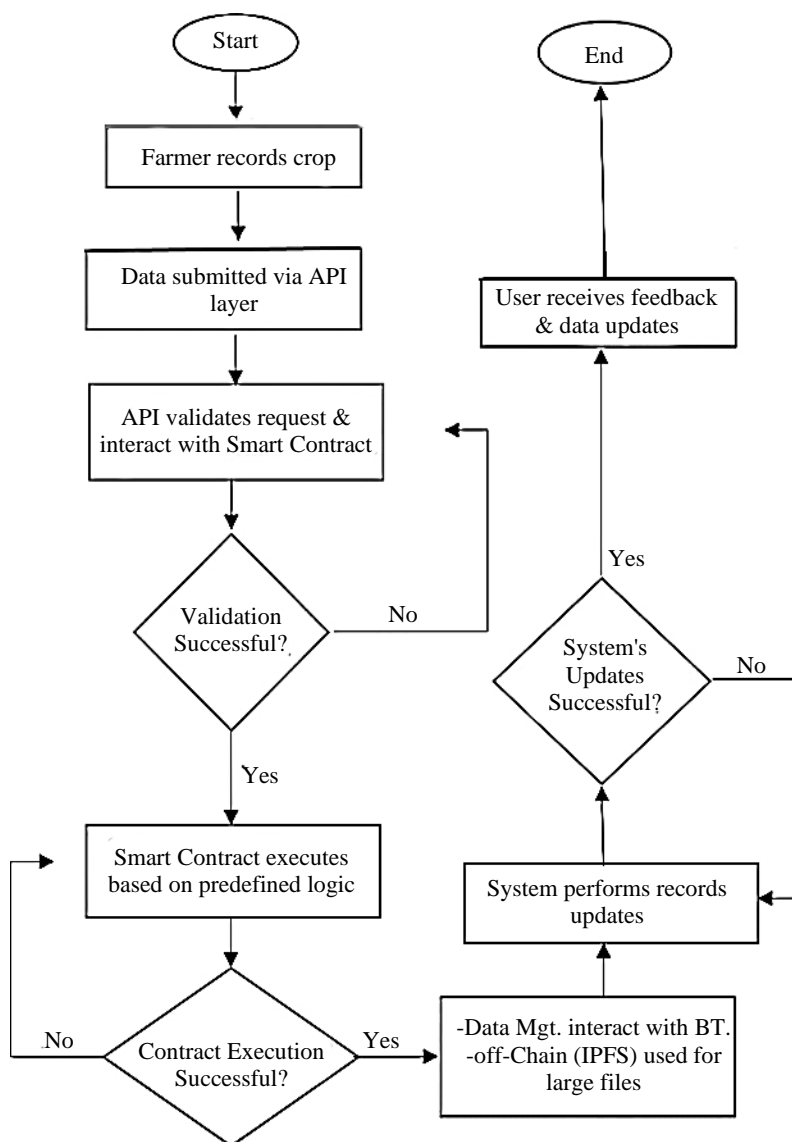 Start
Farmer records crop
Data submitted via API
layer
API validates request &
interact with Smart Contract
Validation
Successful?
No
Yes
Smart Contract executes
based on predefined logic
Contract Execution
Successful?
No
Yes
-Data Mgt. interact with BT.
-off-Chain (IPFS) used for
large files
System performs records
updates
System's
Updates
Successful?
No
Yes
User receives feedback
& data updates
End